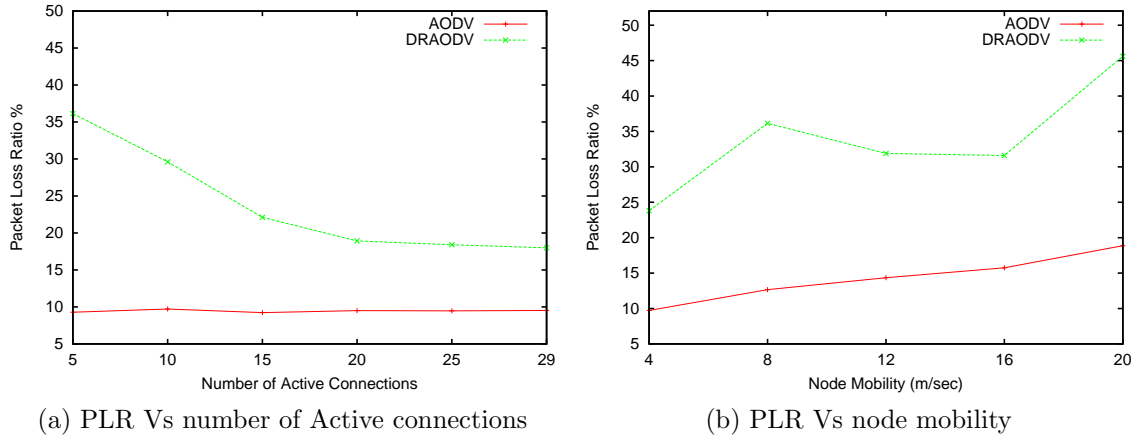 50
45
40
35
30
25
20
15
10
5
5 10 15 20 25 29
Packet Loss Ratio %
Number of Active Connections
AODV
DRAODV
(a) PLR Vs number of Active connections
50
45
40
35
30
25
20
15
10
5
4 8 12 16 20
Packet Loss Ratio %
Node Mobility (m/sec)
AODV
DRAODV
(b) PLR Vs node mobility